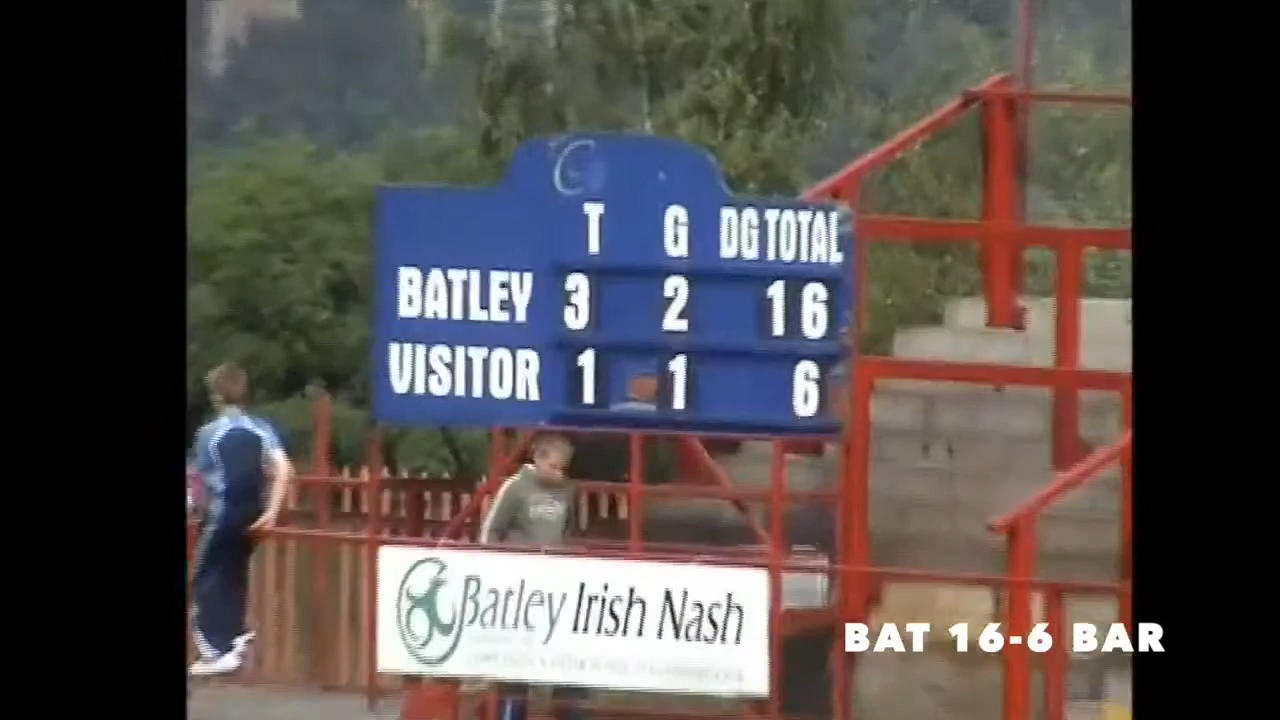 T G DG TOTAL
BATLEY 3 2 16
VISITOR 1 1 6
Batley Irish Nash
BAT 16-6 BAR